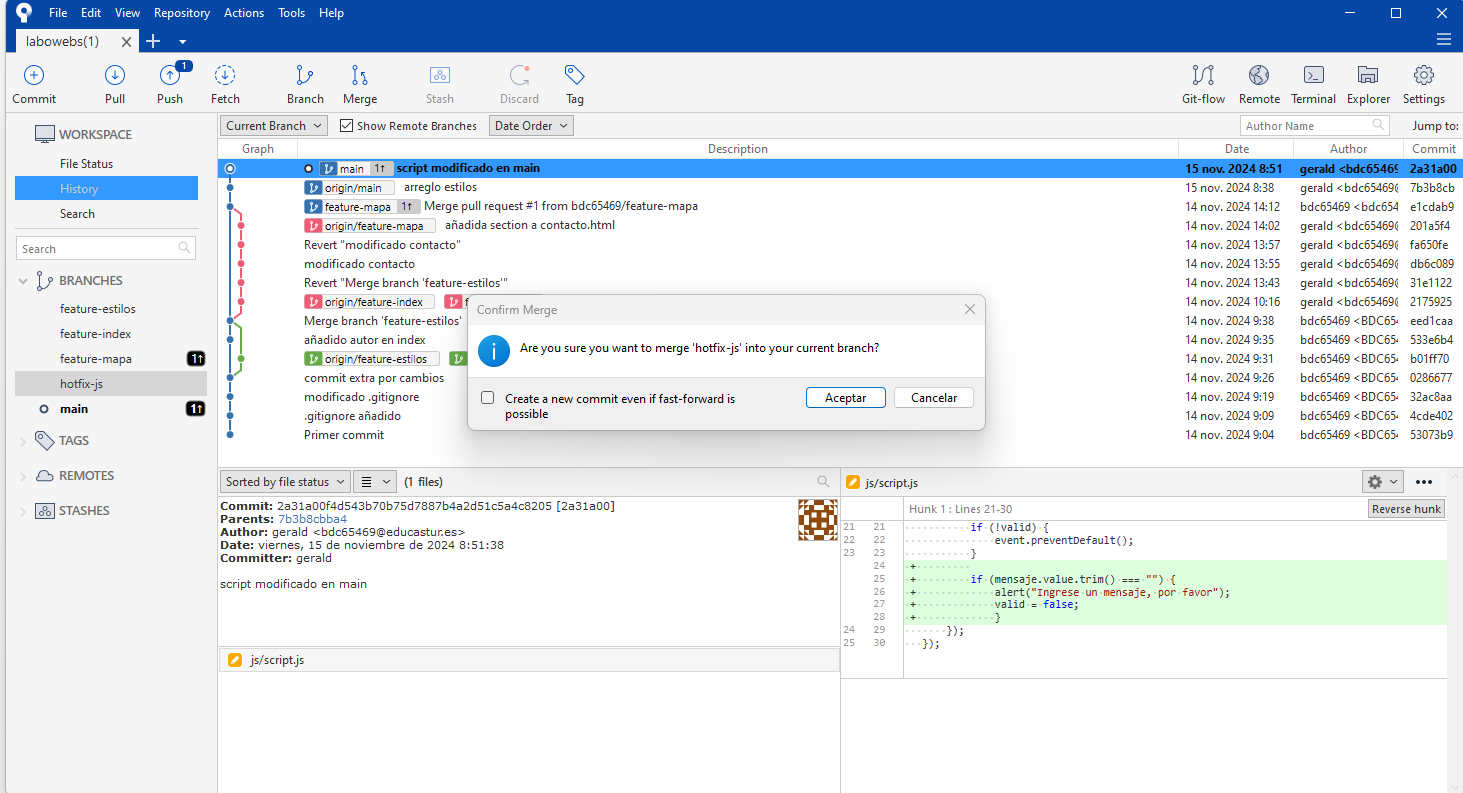 File Edit View Repository Actions Tools Help
labowebs(1)
1
Commit Pull Push Fetch Branch Merge Stash Discard Tag Git-flow Remote Terminal Explorer Settings
WORKSPACE
File Status
History
Search
Search
BRANCHES
feature-estilos
feature-index
feature-mapa 1↑
hotfix-js
main 1↑
TAGS
REMOTES
STASHES
Current Branch Show Remote Branches Date Order Author Name Jump to:
Graph Description Date Author Commit
main 1↑ script modificado en main 15 nov. 2024 8:51 gerald <bdc65469 2a31a00
origin/main arreglo estilos 15 nov. 2024 8:38 gerald <bdc65469 7b3b8cb
feature-mapa 1↑ Merge pull request #1 from bdc65469/feature-mapa 14 nov. 2024 14:12 bdc65469 <bdc654 e1cdab9
origin/feature-mapa añadida section a contacto.html 14 nov. 2024 14:02 gerald <bdc65469 201a5f4
Revert "modificado contacto" 14 nov. 2024 13:57 gerald <bdc65469 fa650fe
modificado contacto 14 nov. 2024 13:55 gerald <bdc65469 db6c089
Revert "Merge branch 'feature-estilos'" 14 nov. 2024 13:43 gerald <bdc65469 31e1122
origin/feature-index 14 nov. 2024 10:16 gerald <bdc65469 2175925
Merge branch 'feature-estilos' 14 nov. 2024 9:38 bdc65469 <BDC654 eed1caa
añadido autor en index 14 nov. 2024 9:35 bdc65469 <BDC654 533e6b4
origin/feature-estilos 14 nov. 2024 9:31 bdc65469 <BDC654 b01ff70
commit extra por cambios 14 nov. 2024 9:26 bdc65469 <BDC654 0286677
modificado .gitignore 14 nov. 2024 9:19 bdc65469 <BDC654 32ac8aa
.gitignore añadido 14 nov. 2024 9:09 bdc65469 <BDC654 4cde402
Primer commit 14 nov. 2024 9:04 bdc65469 <BDC654 53073b9
Confirm Merge
Are you sure you want to merge 'hotfix-js' into your current branch?
Create a new commit even if fast-forward is
possible
Aceptar Cancelar
Sorted by file status (1 files)
Commit: 2a31a00f4d543b70b75d7887b4a2d51c5a4c8205 [2a31a00]
Parents: 7b3b8cbba4
Author: gerald <bdc65469@educastur.es>
Date: viernes, 15 de noviembre de 2024 8:51:38
Committer: gerald
script modificado en main
js/script.js
js/script.js
Hunk 1 : Lines 21-30 Reverse hunk
21 21 if (!valid) {
22 22 event.preventDefault();
23 23 }
24 +
25 + if (mensaje.value.trim() === "") {
26 + alert("Ingrese un mensaje, por favor");
27 + valid = false;
28 + }
24 29 });
25 30 });